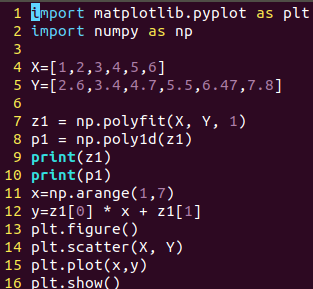 1 import matplotlib.pyplot as plt
2 import numpy as np
3
4 X=[1,2,3,4,5,6]
5 Y=[2.6,3.4,4.7,5.5,6.47,7.8]
6
7 z1 = np.polyfit(X, Y, 1)
8 p1 = np.poly1d(z1)
9 print(z1)
10 print(p1)
11 x=np.arange(1,7)
12 y=z1[0] * x + z1[1]
13 plt.figure()
14 plt.scatter(X, Y)
15 plt.plot(x,y)
16 plt.show()